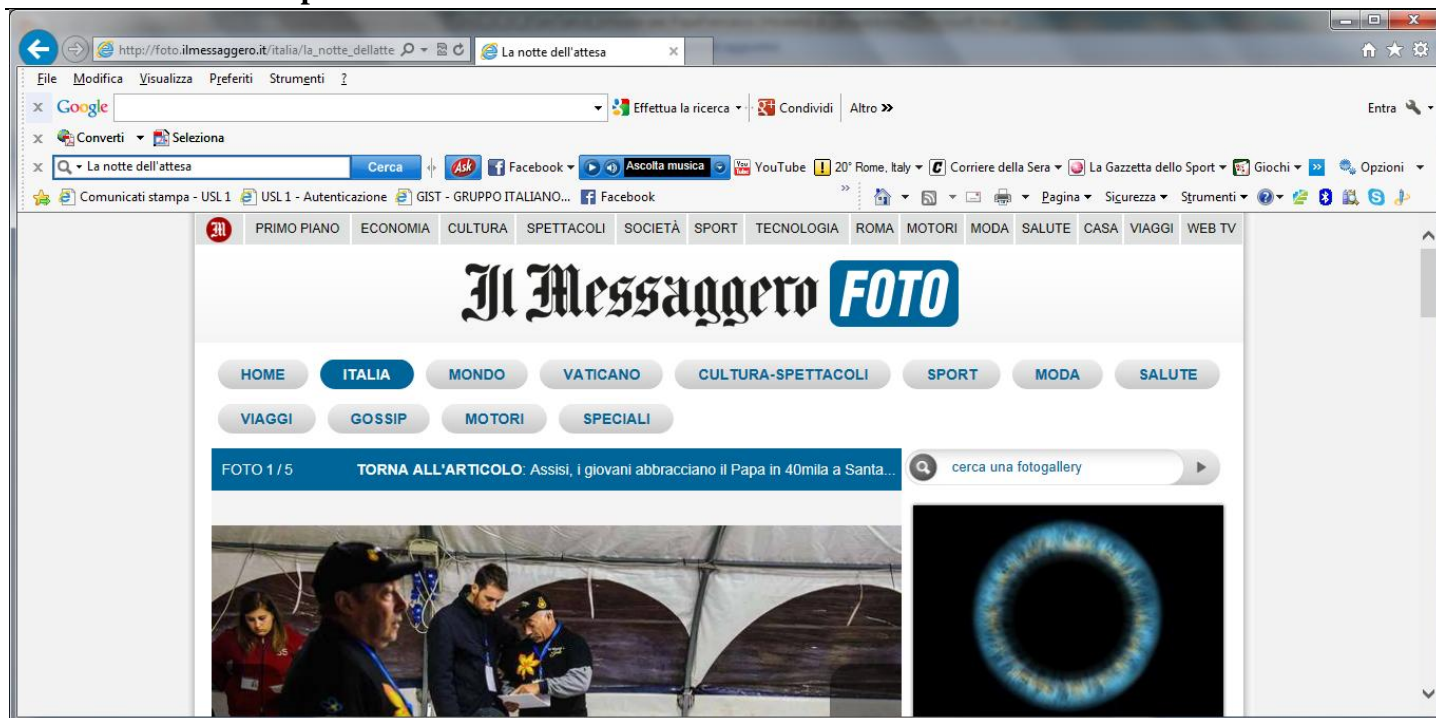 http://foto.ilmessaggero.it/italia/la_notte_dellatte La notte dell'attesa
File Modifica Visualizza Preferiti Strumenti ?
Google Effettua la ricerca Condividi Altro Entra
Converti Seleziona
La notte dell'attesa Cerca Ask Facebook Ascolta musica YouTube 20° Rome, Italy Corriere della Sera La Gazzetta dello Sport Giochi Opzioni
Comunicati stampa - USL 1 USL 1 - Autenticazione GIST - GRUPPO ITALIANO... Facebook Pagina Sicurezza Strumenti
PRIMO PIANO ECONOMIA CULTURA SPETTACOLI SOCIETÀ SPORT TECNOLOGIA ROMA MOTORI MODA SALUTE CASA VIAGGI WEB TV
Il Messaggero FOTO
HOME ITALIA MONDO VATICANO CULTURA-SPETTACOLI SPORT MODA SALUTE
VIAGGI GOSSIP MOTORI SPECIALI
FOTO 1 / 5 TORNA ALL'ARTICOLO: Assisi, i giovani abbracciano il Papa in 40mila a Santa... cerca una fotogallery